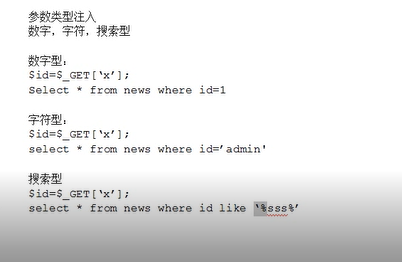 参数类型注入
数字，字符，搜索型
数字型：
$id=$_GET[‘x’];
Select * from news where id=1
字符型：
$id=$_GET[‘x’];
select * from news where id=’admin'
搜索型
$id=$_GET[‘x’];
select * from news where id like ‘%sss%’